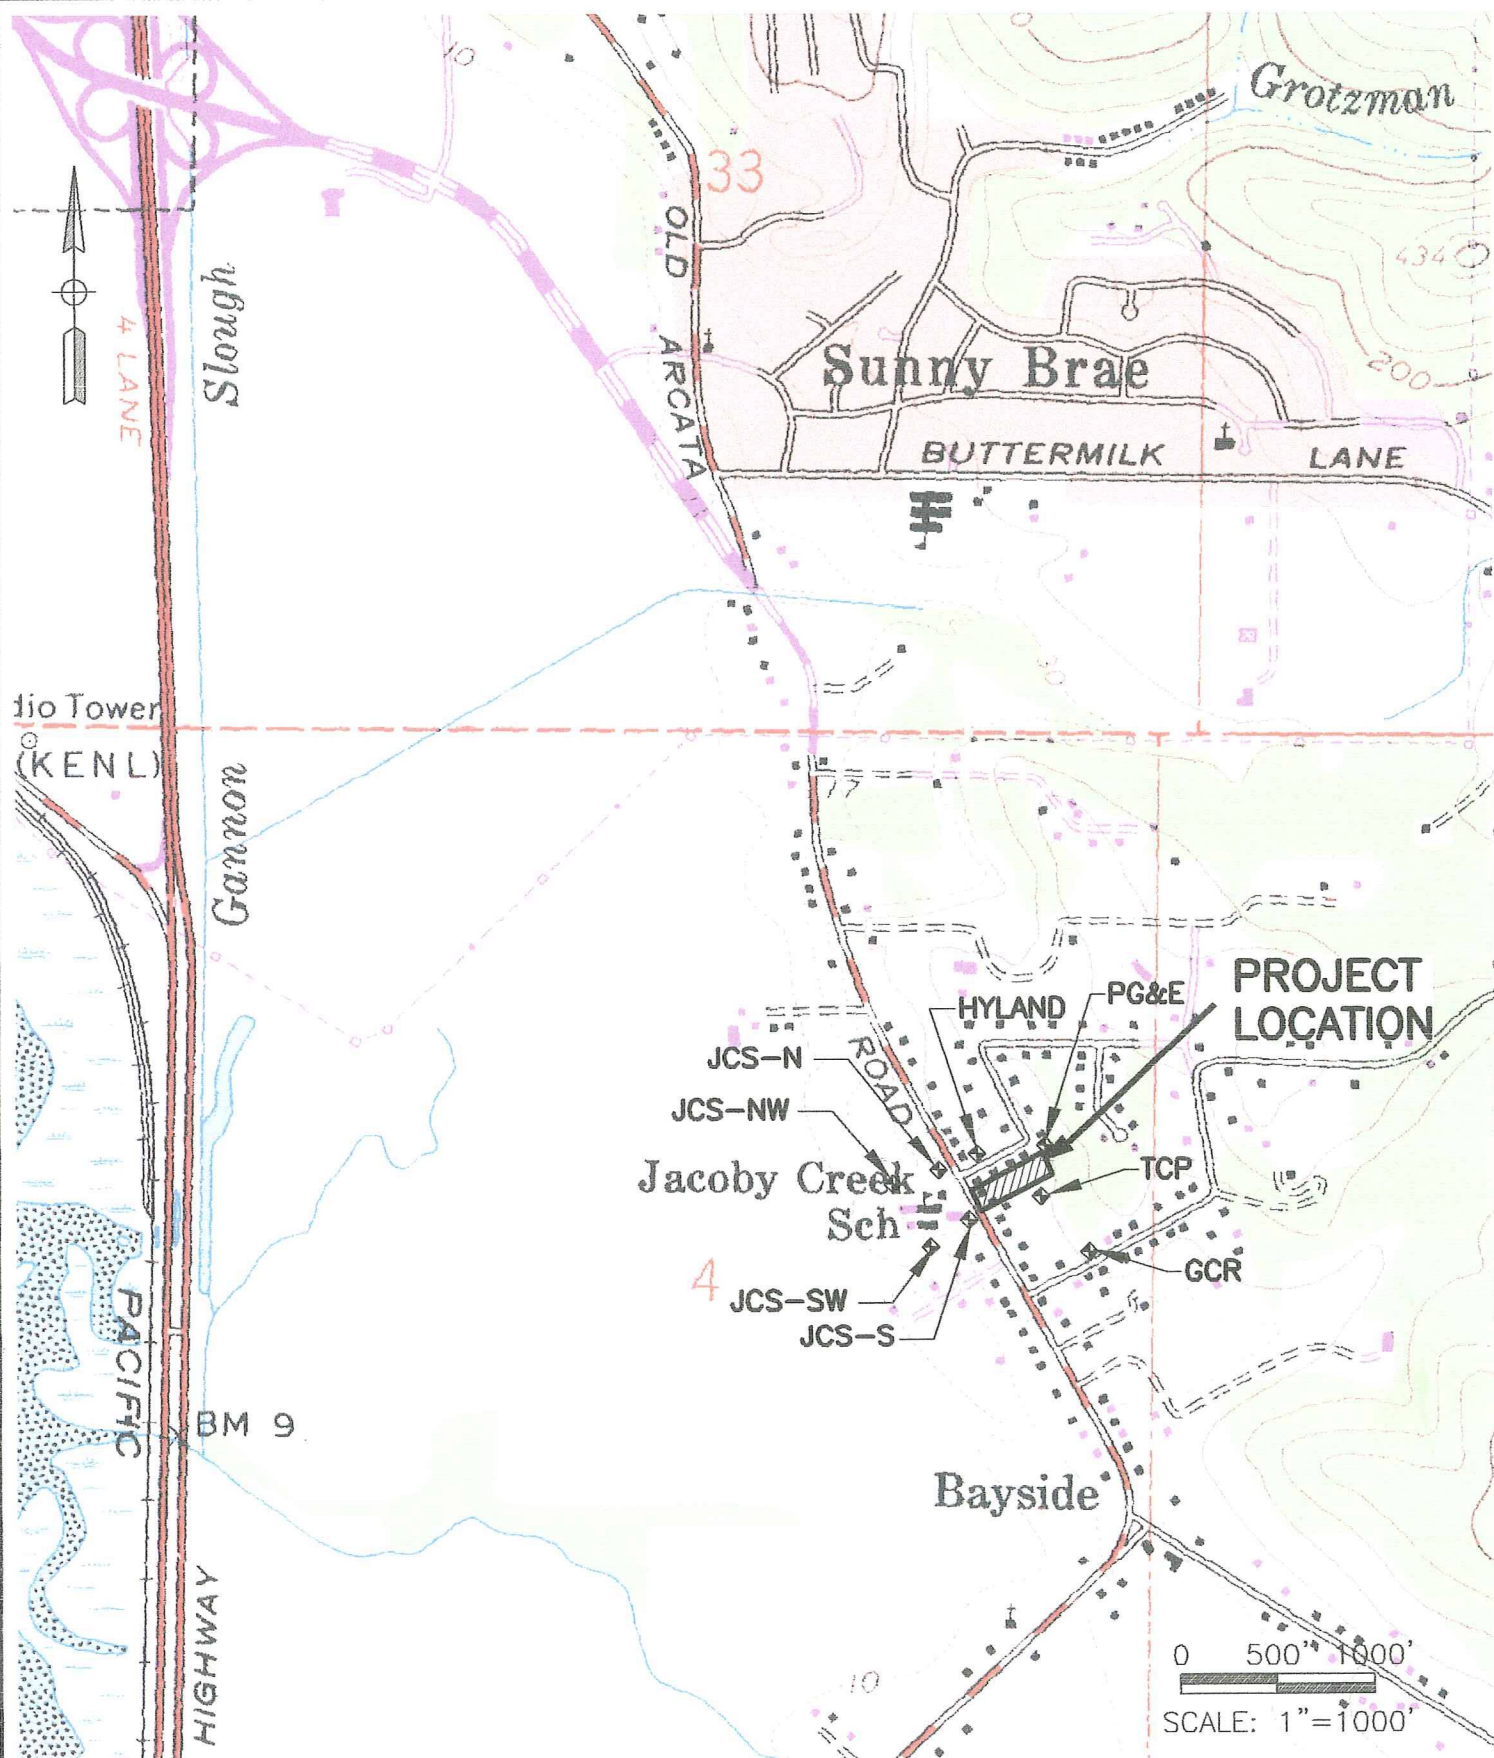 10
Grotzman
33
OLD
ARCATA
434
4 LANE
Slough
Sunny Brae
200
BUTTERMILK LANE
dio Tower
(KENL)
Gannon
PROJECT
LOCATION
PG&E
HYLAND
ROAD
JCS-N
JCS-NW
Jacoby Creek
Sch
TCP
GCR
4
JCS-SW
JCS-S
PACIFIC
BM 9
Bayside
HIGHWAY
10
0 500' 1000'
SCALE: 1"=1000'